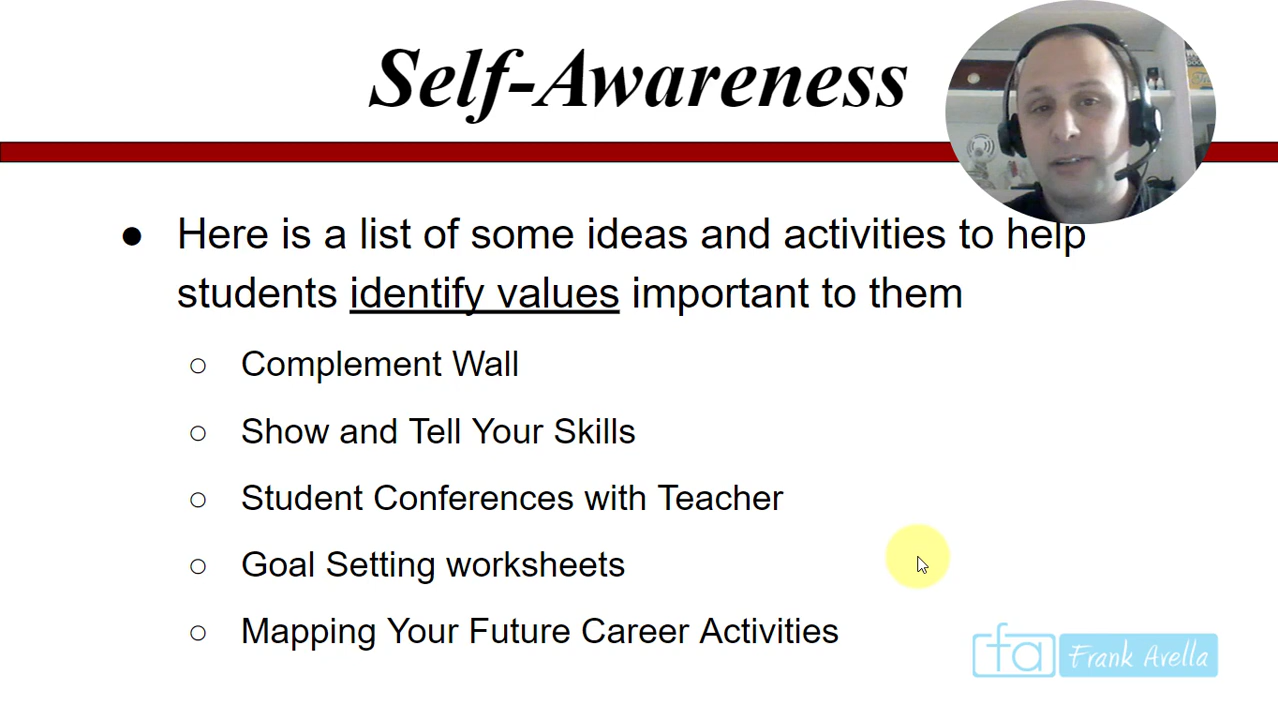 Self-Awareness
● Here is a list of some ideas and activities to help
students identify values important to them
○ Complement Wall
○ Show and Tell Your Skills
○ Student Conferences with Teacher
○ Goal Setting worksheets
○ Mapping Your Future Career Activities
fa Frank Avella